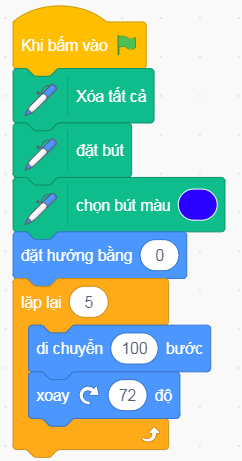 Khi bấm vào
Xóa tất cả
đặt bút
chọn bút màu
đặt hướng bằng 0
lặp lại 5
di chuyển 100 bước
xoay 72 độ